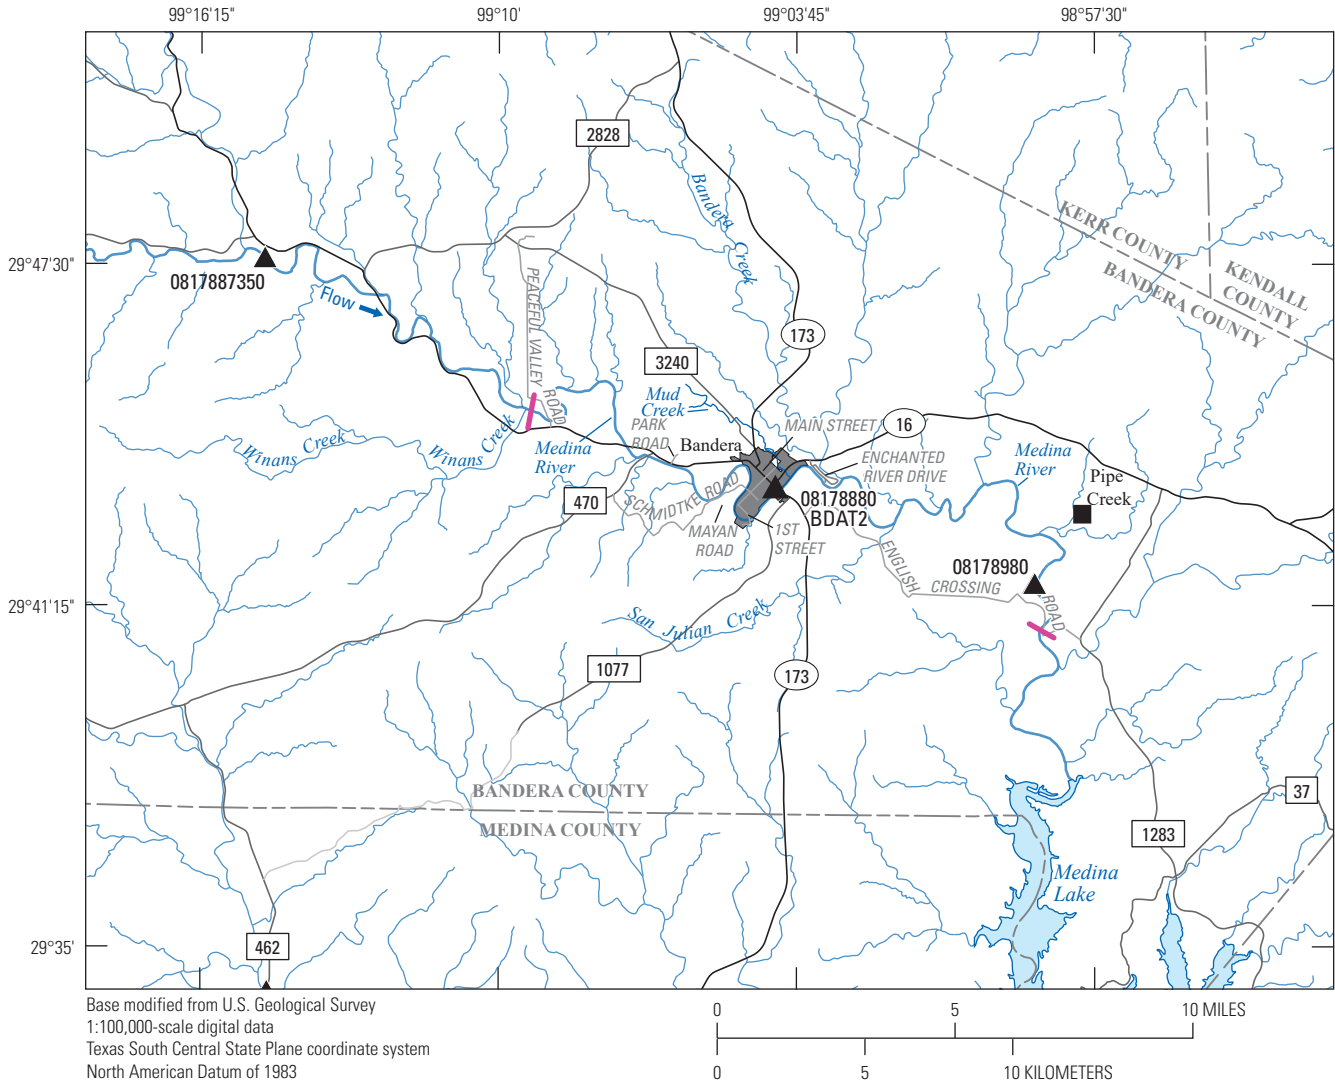 99°16'15"
99°10'
99°03'45"
98°57'30"
2828
Bandera Creek
KERR COUNTY
KENDALL
COUNTY
BANDERA COUNTY
29°47'30"
0817887350
Flow
PEACEFUL VALLEY ROAD
173
3240
Mud
Creek
PARK
ROAD
MAIN STREET
16
Winans Creek
Winans Creek
Medina
River
Bandera
ENCHANTED
RIVER DRIVE
Medina
River
Pipe
Creek
470
SCHMIDTKE ROAD
08178880
BDAT2
MAYAN
ROAD
1ST
STREET
ENGLISH CROSSING ROAD
08178980
29°41'15"
San Julian Creek
1077
173
BANDERA COUNTY
MEDINA COUNTY
37
1283
Medina
Lake
29°35'
462
Base modified from U.S. Geological Survey
1:100,000-scale digital data
Texas South Central State Plane coordinate system
North American Datum of 1983
0 5 10 MILES
0 5 10 KILOMETERS